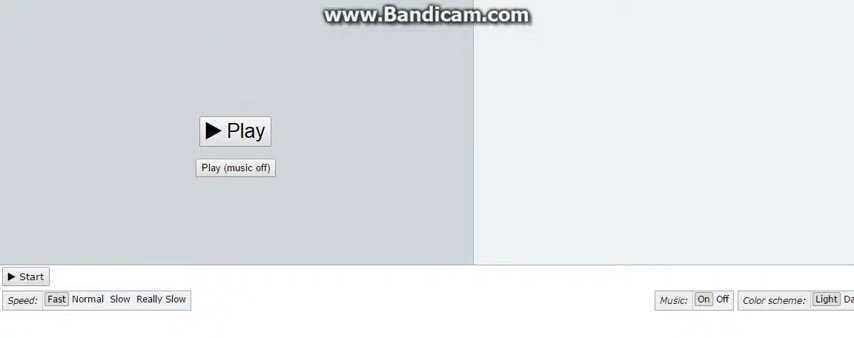 www.Bandicam.com
▶ Play
Play (music off)
▶ Start
Speed: Fast Normal Slow Really Slow
Music: On Off Color scheme: Light Da